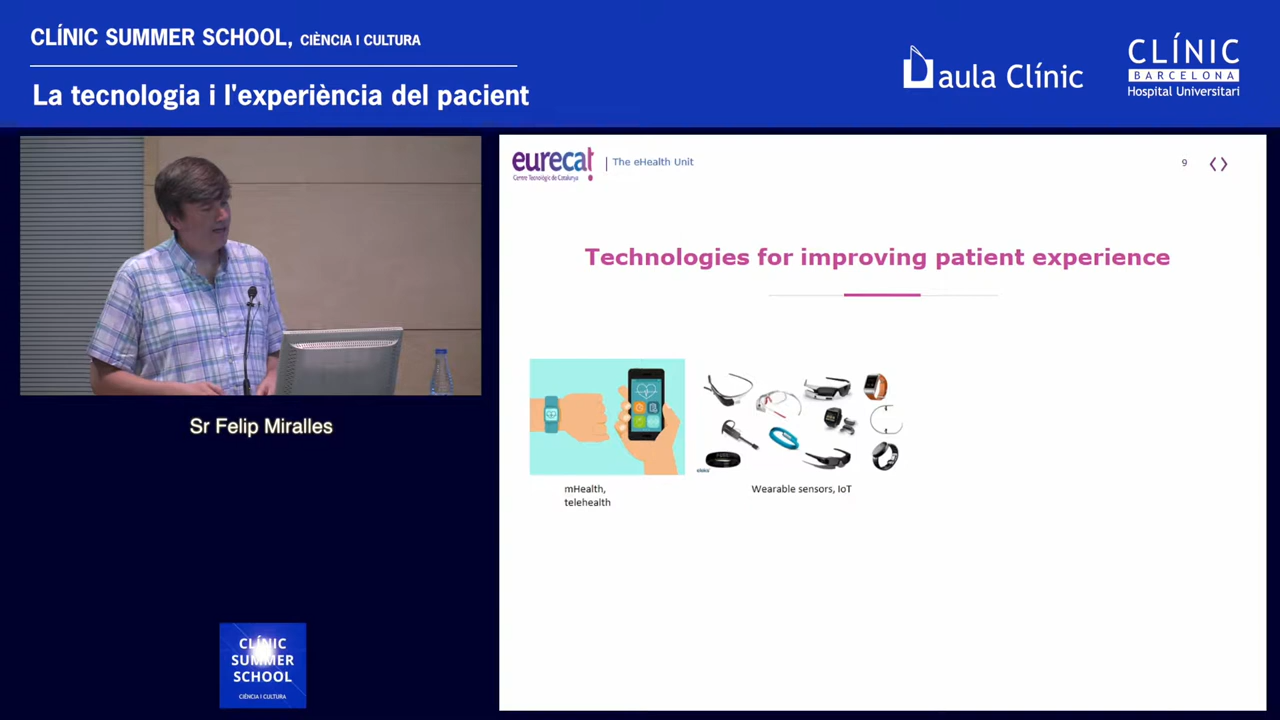 CLÍNIC SUMMER SCHOOL, CIÈNCIA I CULTURA
La tecnologia i l'experiència del pacient
aula Clínic
CLÍNIC
BARCELONA
Hospital Universitari
eurecat
Centre Tecnològic de Catalunya
The eHealth Unit
9
Technologies for improving patient experience
mHealth,
telehealth
Wearable sensors, IoT
Sr Felip Miralles
CLÍNIC
SUMMER
SCHOOL
CIÈNCIA I CULTURA